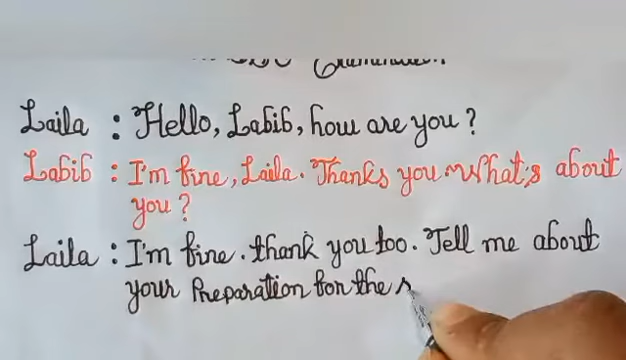 Examination
Laila : Hello, Labib, how are you?
Labib : I'm fine, Laila. Thanks you what's about
you?
Laila : I'm fine. thank you too. Tell me about
your Preparation for the s